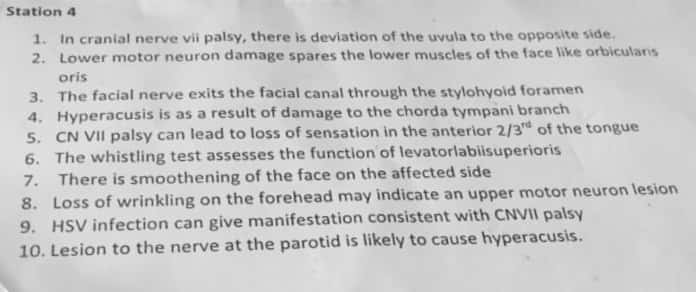 Station 4
1. In cranial nerve vii palsy, there is deviation of the uvula to the opposite side.
2. Lower motor neuron damage spares the lower muscles of the face like orbicularis
oris
3. The facial nerve exits the facial canal through the stylohyoid foramen
4. Hyperacusis is as a result of damage to the chorda tympani branch
5. CN VII palsy can lead to loss of sensation in the anterior 2/3rd of the tongue
6. The whistling test assesses the function of levatorlabiisuperioris
7. There is smoothening of the face on the affected side
8. Loss of wrinkling on the forehead may indicate an upper motor neuron lesion
9. HSV infection can give manifestation consistent with CNVII palsy
10. Lesion to the nerve at the parotid is likely to cause hyperacusis.